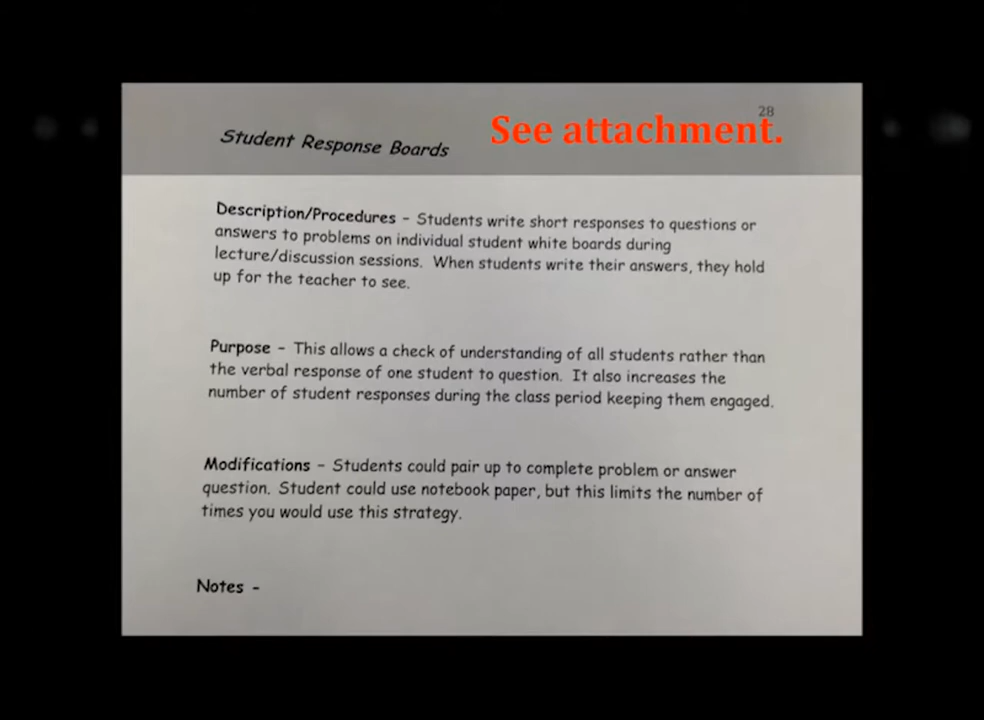 28
See attachment.
Student Response Boards
Description/Procedures - Students write short responses to questions or
answers to problems on individual student white boards during
lecture/discussion sessions. When students write their answers, they hold
up for the teacher to see.
Purpose - This allows a check of understanding of all students rather than
the verbal response of one student to question. It also increases the
number of student responses during the class period keeping them engaged.
Modifications - Students could pair up to complete problem or answer
question. Student could use notebook paper, but this limits the number of
times you would use this strategy.
Notes -